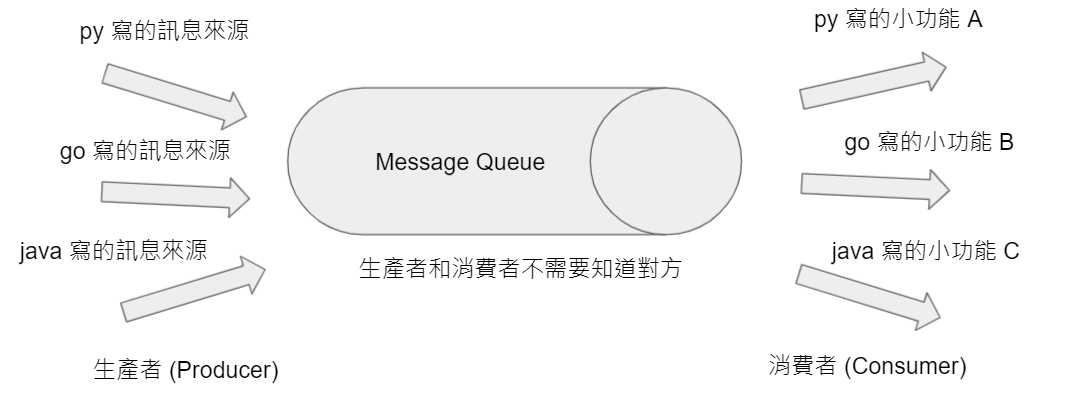 py 寫的訊息來源
go 寫的訊息來源
java 寫的訊息來源
生產者 (Producer)
Message Queue
生產者和消費者不需要知道對方
py 寫的小功能 A
go 寫的小功能 B
java 寫的小功能 C
消費者 (Consumer)